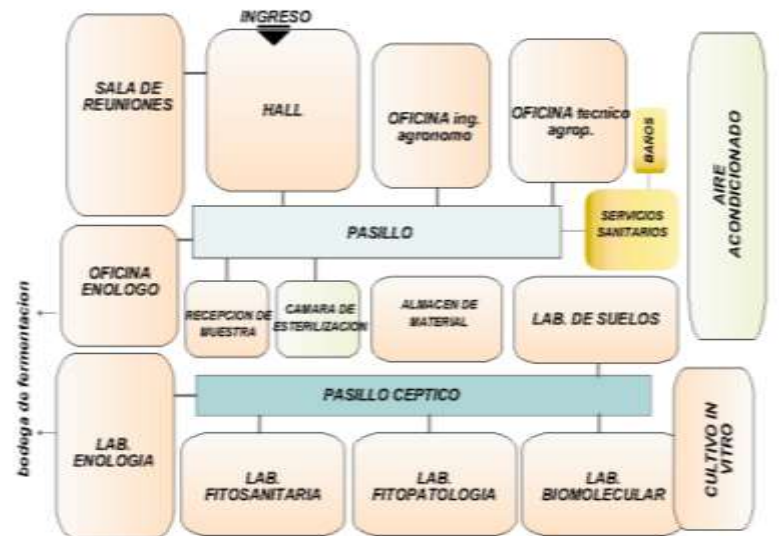 INGRESO
SALA DE
REUNIONES
HALL
OFICINA ing.
agronomo
OFICINA tecnico
agrop.
BAÑOS
AIRE
ACONDICIONADO
SERVICIOS
SANITARIOS
PASILLO
OFICINA
ENOLOGO
RECEPCION DE
MUESTRA
CAMARA DE
ESTERILIZACION
ALMACEN DE
MATERIAL
LAB. DE SUELOS
bodega de fermentacion
PASILLO CEPTICO
LAB.
ENOLOGIA
LAB.
FITOSANITARIA
LAB.
FITOPATOLOGIA
LAB.
BIOMOLECULAR
CULTIVO IN
VITRO